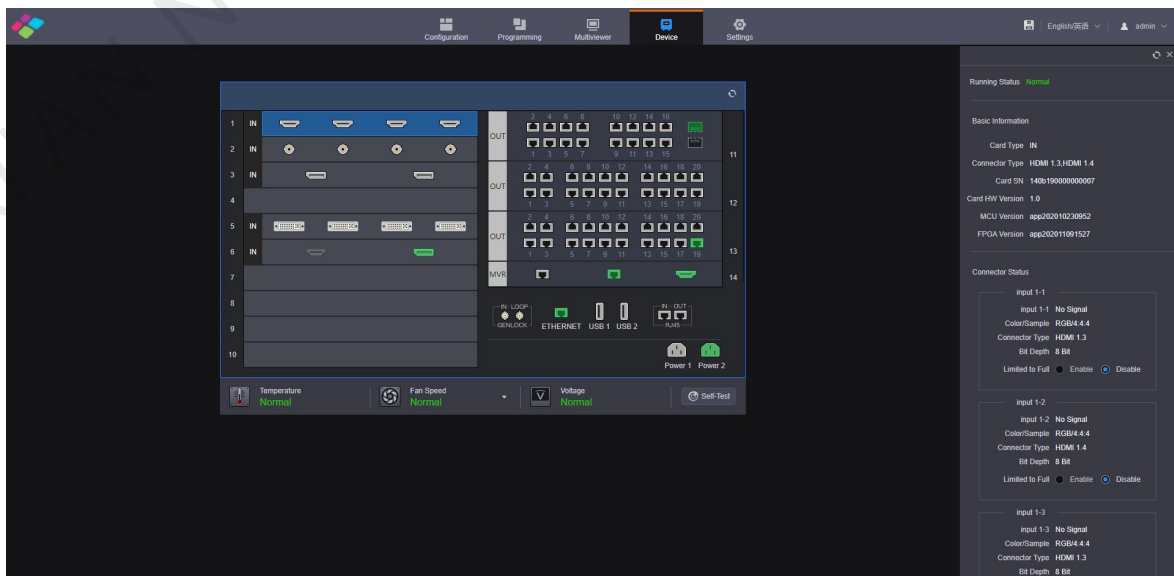 Configuration
Programming
Multiviewer
Device
Settings
English/英语
admin
Running Status Normal
Basic Information
Card Type IN
Connector Type HDMI 1.3,HDMI 1.4
Card SN 140b190000000007
Card HW Version 1.0
MCU Version app202010230952
FPGA Version app202011091527
Connector Status
input 1-1
input 1-1 No Signal
Color/Sample RGB/4:4:4
Connector Type HDMI 1.3
Bit Depth 8 Bit
Limited to Full Enable Disable
input 1-2
input 1-2 No Signal
Color/Sample RGB/4:4:4
Connector Type HDMI 1.4
Bit Depth 8 Bit
Limited to Full Enable Disable
input 1-3
input 1-3 No Signal
Color/Sample RGB/4:4:4
Connector Type HDMI 1.3
Bit Depth 8 Bit
1 IN
2 IN
3 IN
4
5 IN
6 IN
7
8
9
10
OUT
2 4 6 8 10 12 14 16
1 3 5 7 9 11 13 15
11
OUT
2 4 6 8 10 12 14 16 18 20
1 3 5 7 9 11 13 15 17 19
12
OUT
2 4 6 8 10 12 14 16 18 20
1 3 5 7 9 11 13 15 17 19
13
MVR
14
IN - LOOP
GENLOCK
ETHERNET
USB 1
USB 2
IN - OUT
RJ45
Power 1
Power 2
Temperature
Normal
Fan Speed
Normal
V
Voltage
Normal
Self-Test